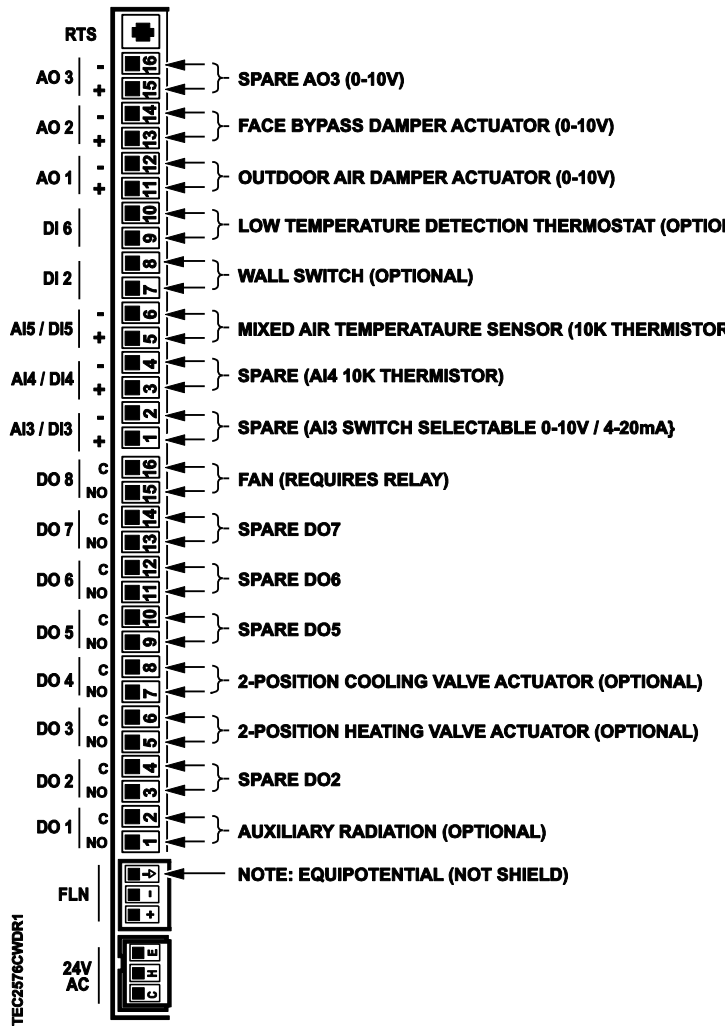 RTS
AO 3 - 16 + 15 SPARE AO3 (0-10V)
AO 2 - 14 + 13 FACE BYPASS DAMPER ACTUATOR (0-10V)
AO 1 - 12 + 11 OUTDOOR AIR DAMPER ACTUATOR (0-10V)
DI 6 10 9 LOW TEMPERATURE DETECTION THERMOSTAT (OPTIO
DI 2 8 7 WALL SWITCH (OPTIONAL)
AI5 / DI5 - 6 + 5 MIXED AIR TEMPERATAURE SENSOR (10K THERMISTOR
AI4 / DI4 - 4 + 3 SPARE (AI4 10K THERMISTOR)
AI3 / DI3 - 2 + 1 SPARE (AI3 SWITCH SELECTABLE 0-10V / 4-20mA}
DO 8 C 16 NO 15 FAN (REQUIRES RELAY)
DO 7 C 14 NO 13 SPARE DO7
DO 6 C 12 NO 11 SPARE DO6
DO 5 C 10 NO 9 SPARE DO5
DO 4 C 8 NO 7 2-POSITION COOLING VALVE ACTUATOR (OPTIONAL)
DO 3 C 6 NO 5 2-POSITION HEATING VALVE ACTUATOR (OPTIONAL)
DO 2 C 4 NO 3 SPARE DO2
DO 1 C 2 NO 1 AUXILIARY RADIATION (OPTIONAL)
NOTE: EQUIPOTENTIAL (NOT SHIELD)
FLN - +
24V AC E H C
TEC2576CWDR1